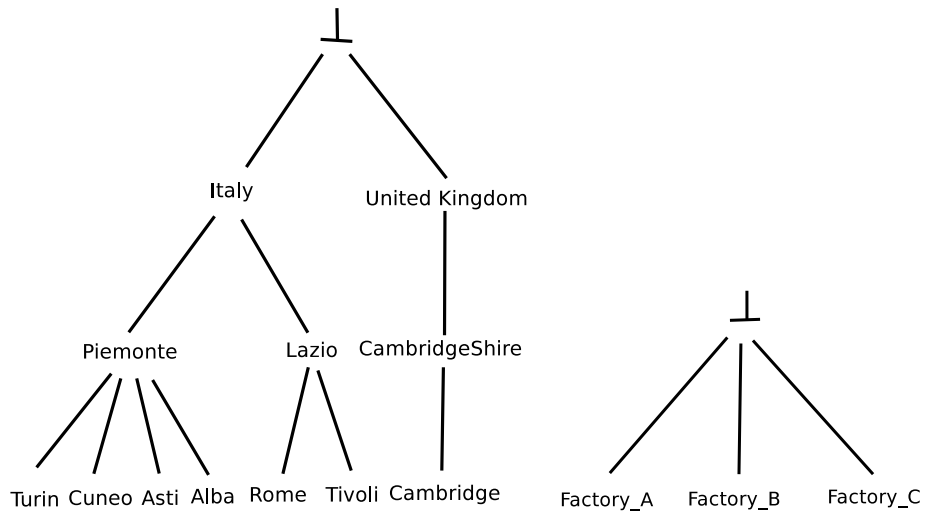 Italy
United Kingdom
Piemonte Lazio CambridgeShire
Turin Cuneo Asti Alba Rome Tivoli Cambridge
Factory_A Factory_B Factory_C